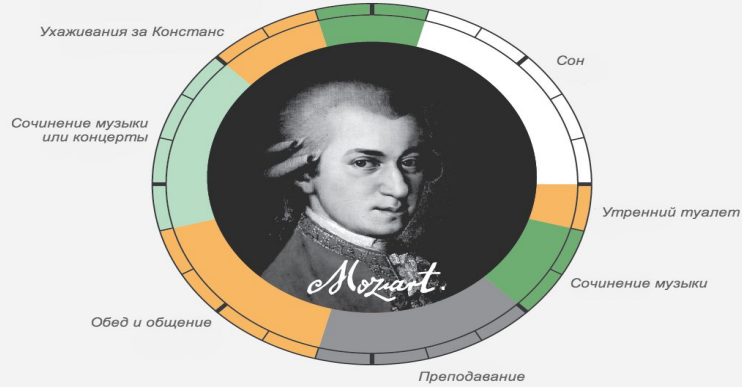 Ухаживания за Констанс
Сон
Сочинение музыки
или концерты
Утренний туалет
Сочинение музыки
Mozart.
Обед и общение
Преподавание